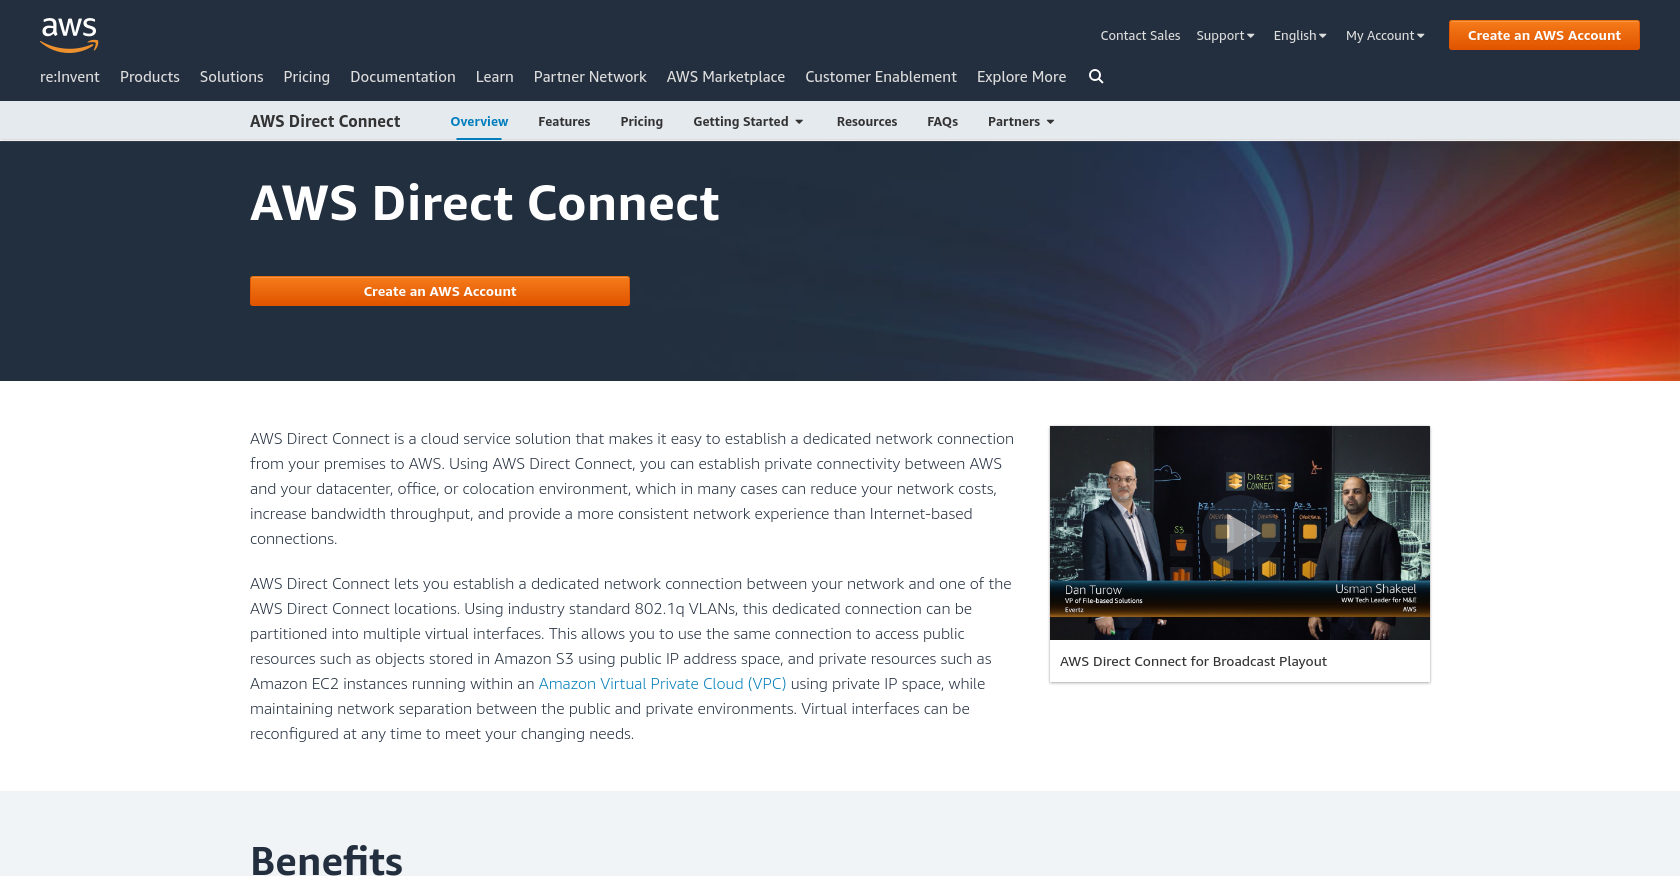 aws
Contact Sales Support English My Account Create an AWS Account
re:Invent Products Solutions Pricing Documentation Learn Partner Network AWS Marketplace Customer Enablement Explore More
AWS Direct Connect Overview Features Pricing Getting Started Resources FAQs Partners
AWS Direct Connect
Create an AWS Account
AWS Direct Connect is a cloud service solution that makes it easy to establish a dedicated network connection
from your premises to AWS. Using AWS Direct Connect, you can establish private connectivity between AWS
and your datacenter, office, or colocation environment, which in many cases can reduce your network costs,
increase bandwidth throughput, and provide a more consistent network experience than Internet-based
connections.
AWS Direct Connect lets you establish a dedicated network connection between your network and one of the
AWS Direct Connect locations. Using industry standard 802.1q VLANs, this dedicated connection can be
partitioned into multiple virtual interfaces. This allows you to use the same connection to access public
resources such as objects stored in Amazon S3 using public IP address space, and private resources such as
Amazon EC2 instances running within an Amazon Virtual Private Cloud (VPC) using private IP space, while
maintaining network separation between the public and private environments. Virtual interfaces can be
reconfigured at any time to meet your changing needs.
DIRECT
CONNECT
AZ 1 AZ 2 AZ 3
S3
Dan Turow
VP of File-based Solutions
Evertz
Usman Shakeel
WW Tech Leader for M&E
AWS
AWS Direct Connect for Broadcast Playout
Benefits